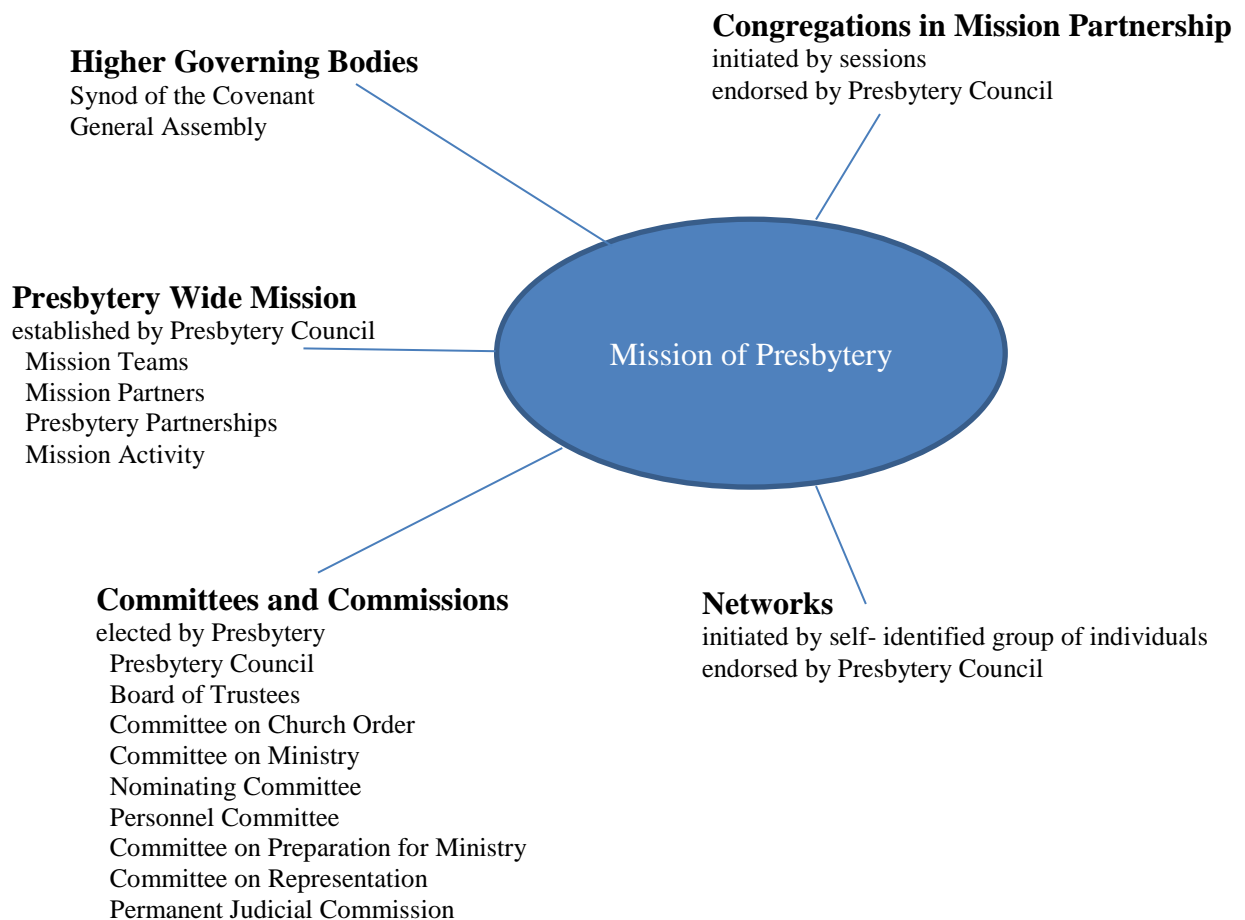 Higher Governing Bodies
Synod of the Covenant
General Assembly
Congregations in Mission Partnership
initiated by sessions
endorsed by Presbytery Council
Presbytery Wide Mission
established by Presbytery Council
Mission Teams
Mission Partners
Presbytery Partnerships
Mission Activity
Mission of Presbytery
Committees and Commissions
elected by Presbytery
Presbytery Council
Board of Trustees
Committee on Church Order
Committee on Ministry
Nominating Committee
Personnel Committee
Committee on Preparation for Ministry
Committee on Representation
Permanent Judicial Commission
Networks
initiated by self- identified group of individuals
endorsed by Presbytery Council